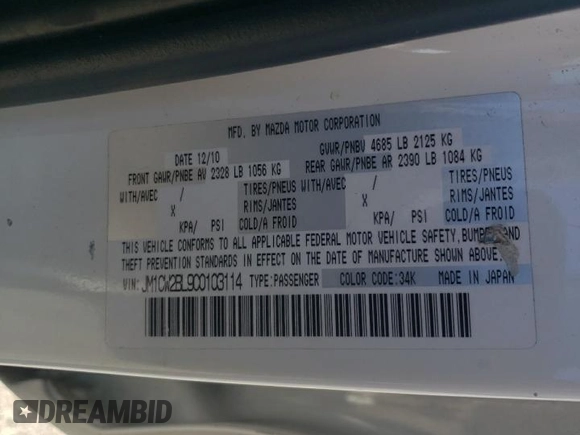 MFD. BY MAZDA MOTOR CORPORATION
DATE 12/10 GVWR/PNBV 4685 LB 2125 KG
FRONT GAWR/PNBE AV 2328 LB 1056 KG REAR GAWR/PNBE AR 2390 LB 1084 KG
WITH/AVEC / TIRES/PNEUS WITH/AVEC / TIRES/PNEUS
X RIMS/JANTES X RIMS/JANTES
KPA/ PSI COLD/A FROID KPA/ PSI COLD/A FROID
THIS VEHICLE CONFORMS TO ALL APPLICABLE FEDERAL MOTOR VEHICLE SAFETY, BUMPER AND
THEFT PREVENTION STANDARDS IN EFFECT ON THE DATE OF MANUFACTURE SHOWN ABOVE.
VIN: JM1CW2BL9C0103114 TYPE:PASSENGER COLOR CODE:34K MADE IN JAPAN
DREAMBID